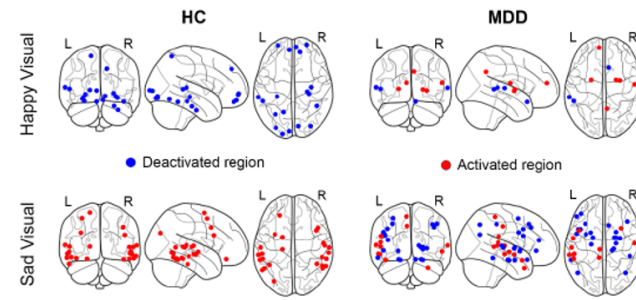 HC
MDD
Happy Visual
L
R
L
R
L
R
L
R
Deactivated region
Activated region
Sad Visual
L
R
L
R
L
R
L
R